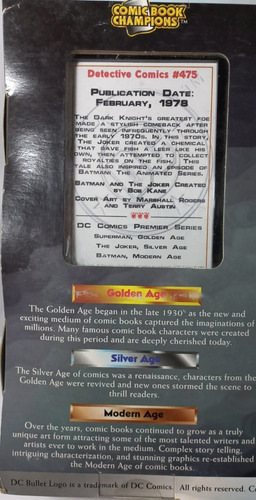 COMIC BOOK
CHAMPIONS™
Detective Comics #475
Publication Date:
February, 1978
The Dark Knight's greatest foe
made a stylish comeback after
being seen infrequently through
the early 1970s. In this story,
The Joker created a chemical
that gave fish a leer like his
own, then attempted to collect
royalties on the fish. This
tale also inspired an episode of
Batman: The Animated Series.
Batman and The Joker Created
by Bob Kane
Cover Art by Marshall Rogers
and Terry Austin
DC Comics Premier Series
Superman, Golden Age
The Joker, Silver Age
Batman, Modern Age
Golden Age
The Golden Age began in the late 1930s as the new and
exciting medium of comic books captured the imaginations of
millions. Many famous comic book characters were created
during this period and are deeply cherished today.
Silver Age
The Silver Age of comics was a renaissance, characters from the
Golden Age were revived and new ones stormed the scene to
thrill readers.
Modern Age
Over the years, comic books continued to grow as a truly
unique art form attracting some of the most talented writers and
artists ever to work in the medium. Complex story telling,
intriguing characterization, and stunning graphics re-established
the Modern Age of comic books.
DC Bullet Logo is a trademark of DC Comics. All rights reserved.